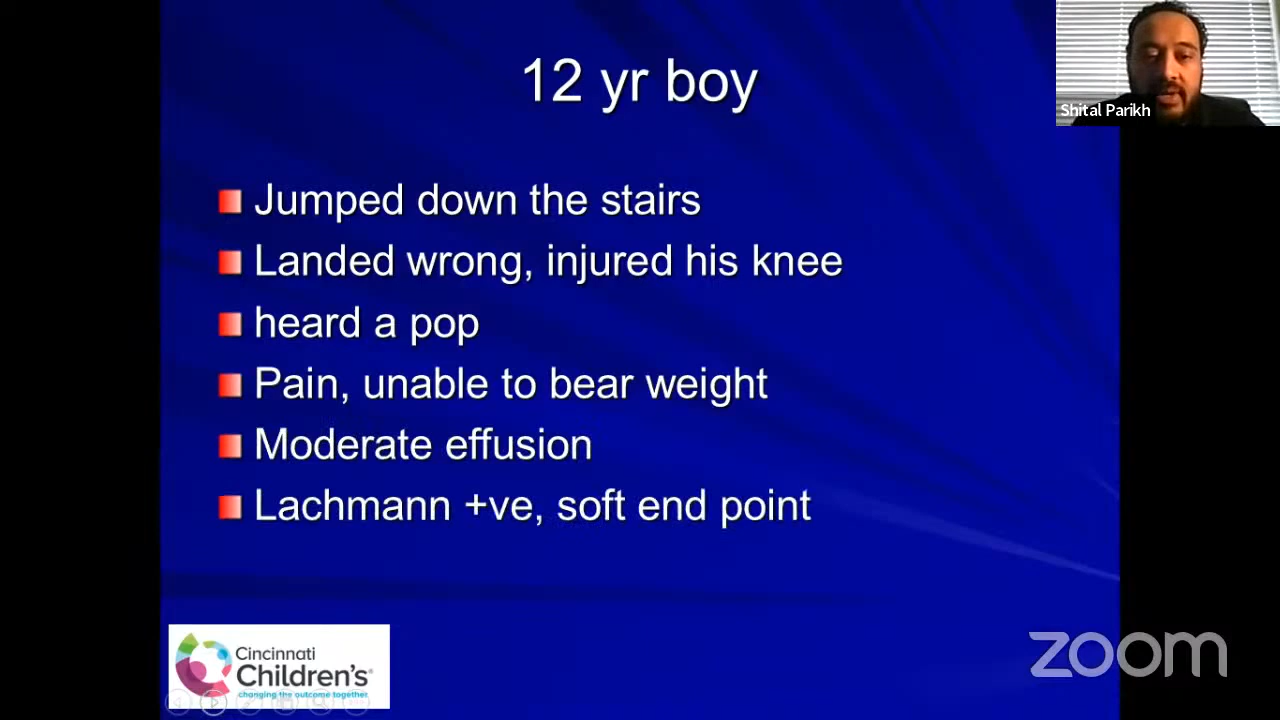 12 yr boy
Shital Parikh
Jumped down the stairs
Landed wrong, injured his knee
heard a pop
Pain, unable to bear weight
Moderate effusion
Lachmann +ve, soft end point
Cincinnati
Children's®
changing the outcome together
zoom